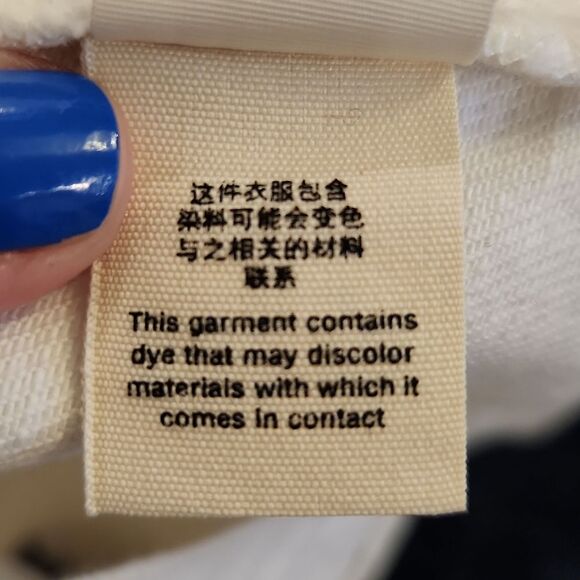 这件衣服包含
染料可能会变色
与之相关的材料
联系
This garment contains
dye that may discolor
materials with which it
comes in contact